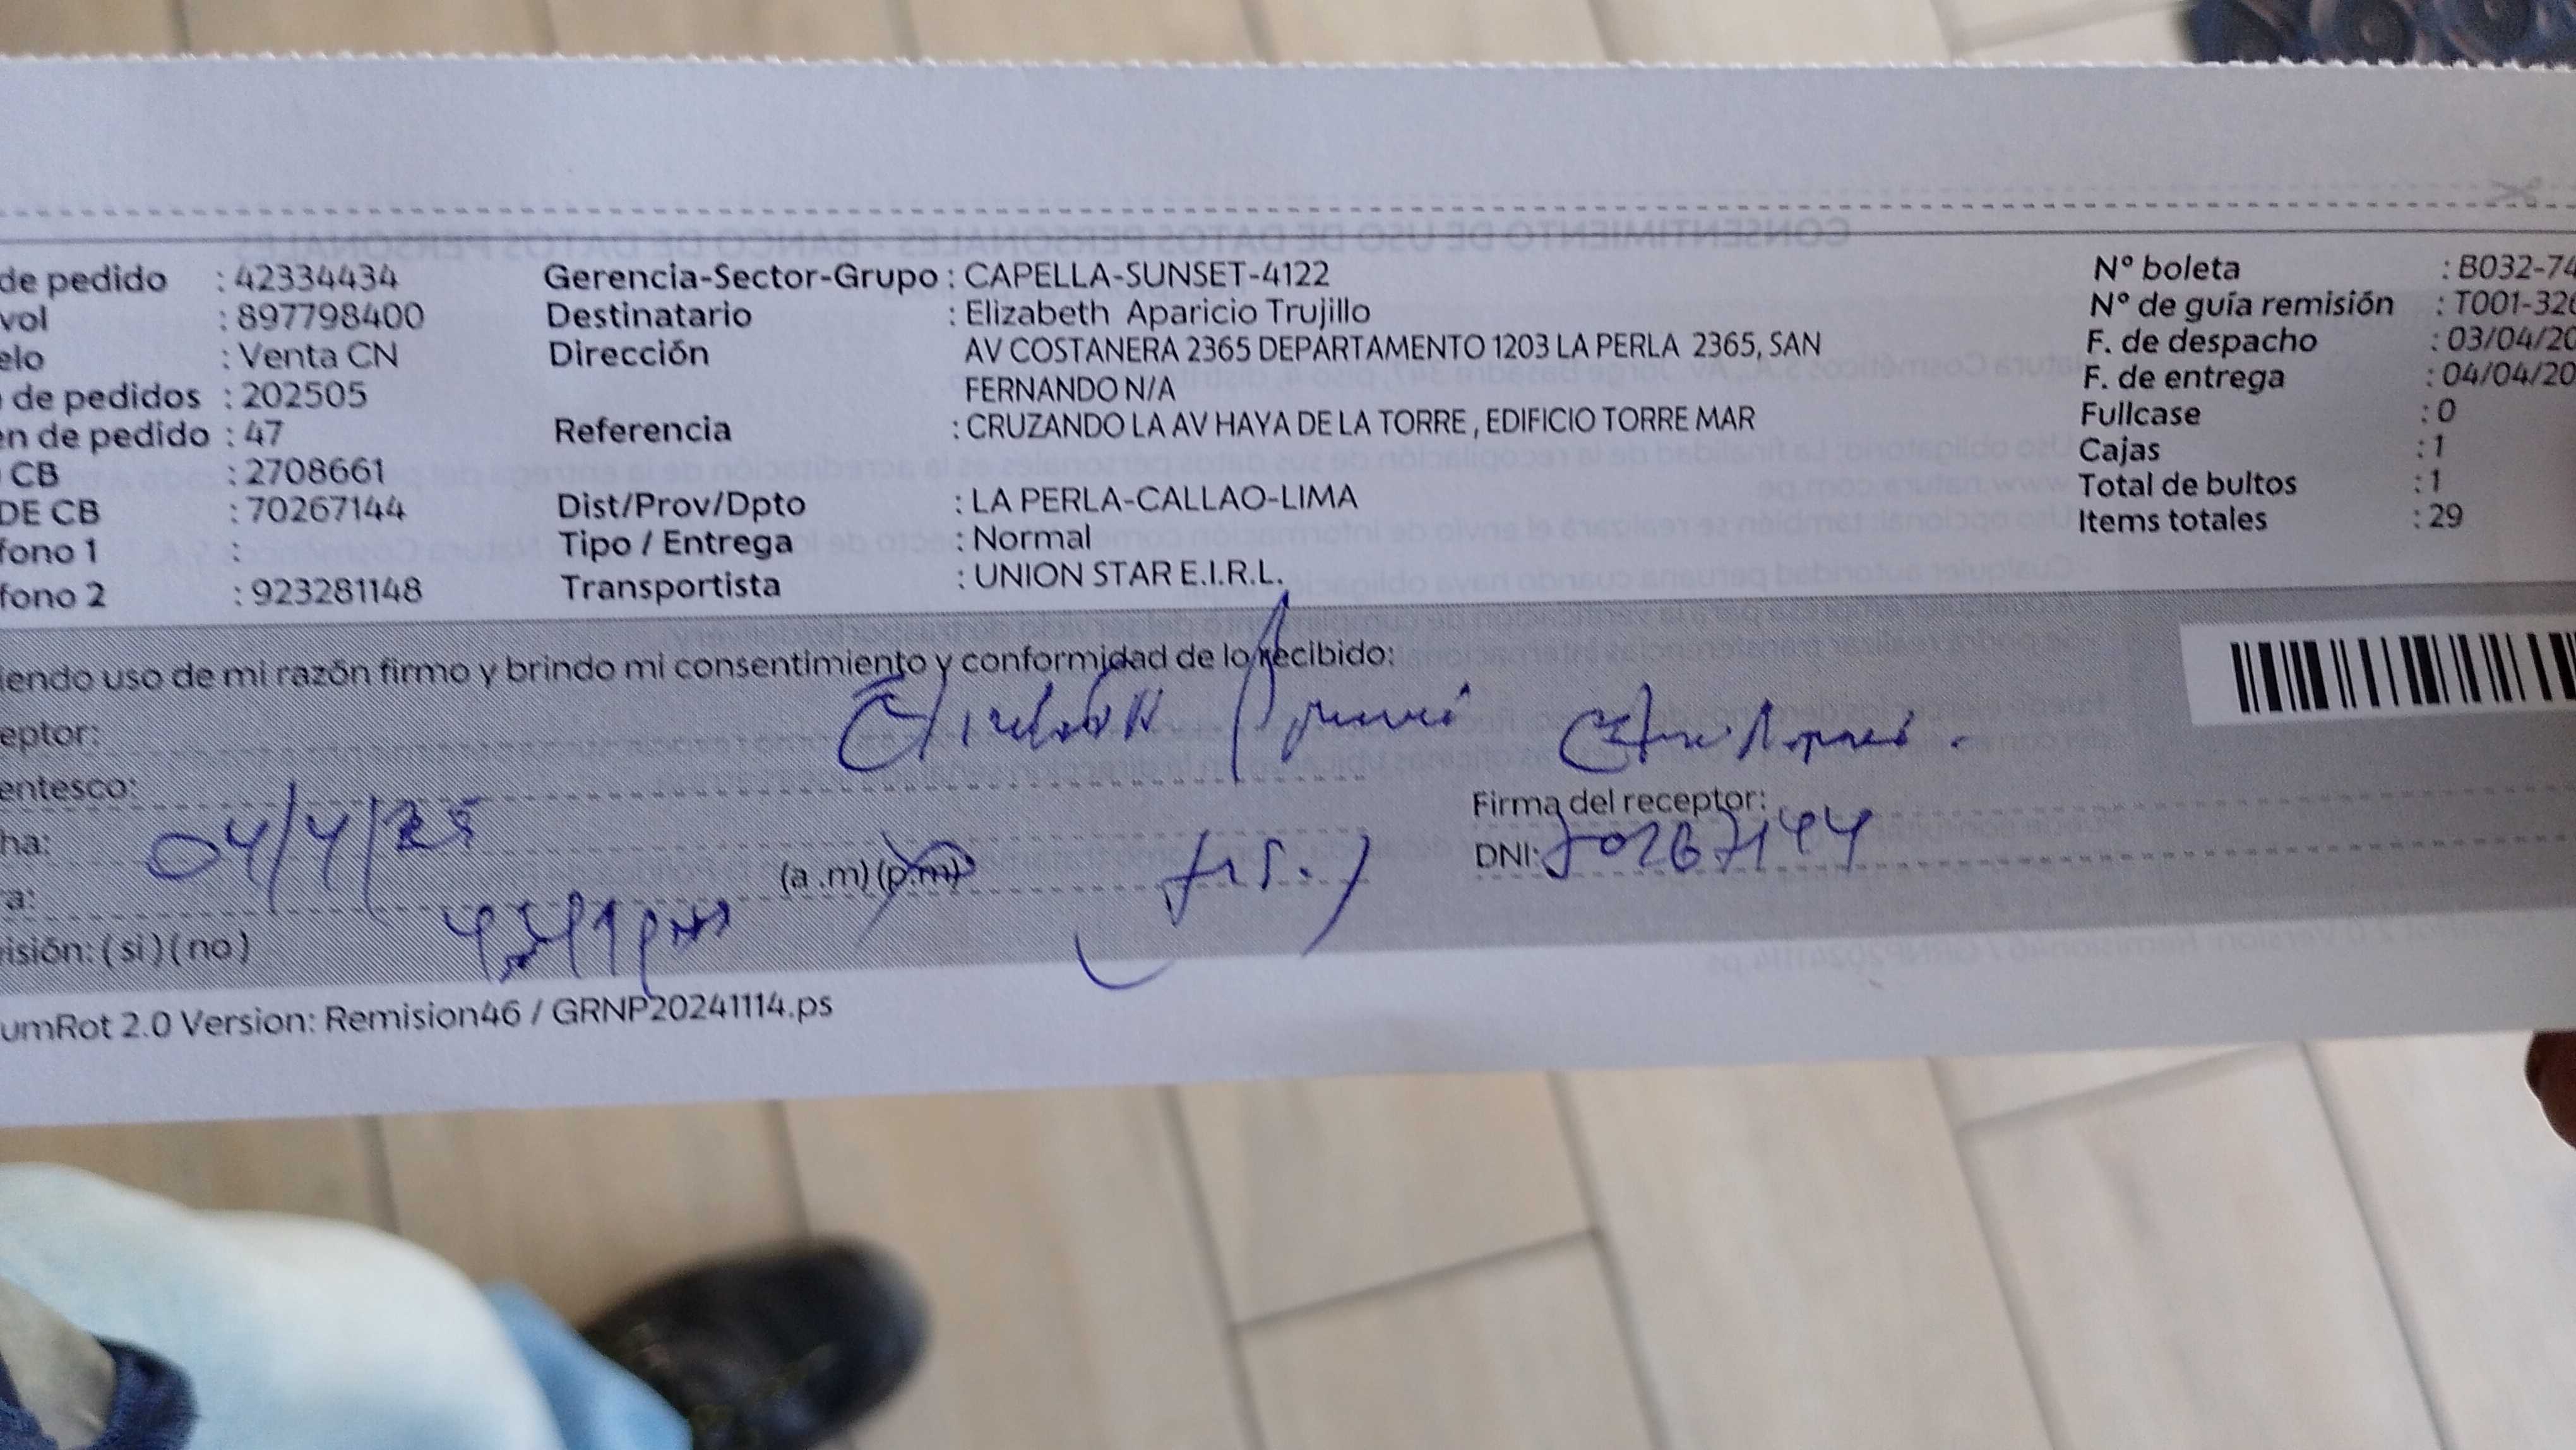 de pedido : 42334434 Gerencia-Sector-Grupo : CAPELLA-SUNSET-4122 N° boleta : B032-74
vol : 897798400 Destinatario : Elizabeth Aparicio Trujillo N° de guía remisión : T001-326
elo : Venta CN Dirección AV COSTANERA 2365 DEPARTAMENTO 1203 LA PERLA 2365, SAN F. de despacho : 03/04/20
de pedidos : 202505 FERNANDO N/A F. de entrega : 04/04/20
en de pedido : 47 Referencia : CRUZANDO LA AV HAYA DE LA TORRE , EDIFICIO TORRE MAR Fullcase : 0
CB : 2708661 Cajas : 1
DE CB : 70267144 Dist/Prov/Dpto : LA PERLA-CALLAO-LIMA Total de bultos : 1
fono 1 : Tipo / Entrega : Normal Items totales : 29
fono 2 : 923281148 Transportista : UNION STAR E.I.R.L.
iendo uso de mi razón firmo y brindo mi consentimiento y conformidad de lo recibido:
eptor:
entesco:
Firma del receptor:
ha: 04/4/25
DNI: 70267144
a: (a.m) (p.m)
isión: ( si ) ( no )
umRot 2.0 Version: Remision46 / GRNP20241114.ps